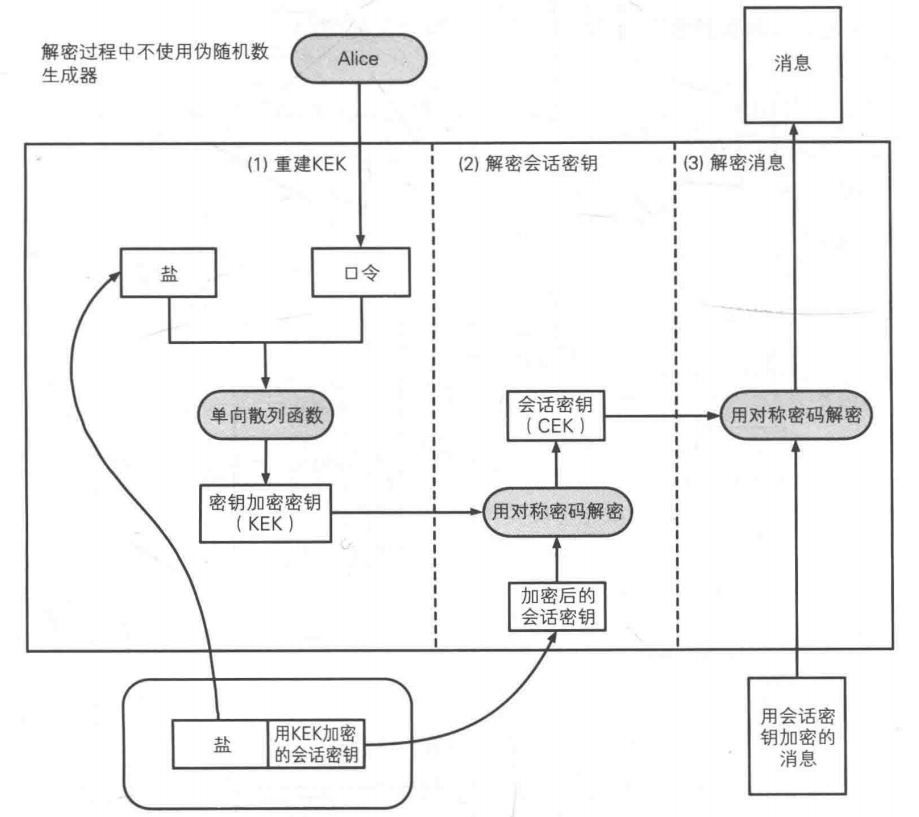 解密过程中不使用伪随机数
生成器
Alice
消息
(1) 重建KEK
(2) 解密会话密钥
(3) 解密消息
盐
口令
单向散列函数
会话密钥
(CEK)
用对称密码解密
密钥加密密钥
(KEK)
用对称密码解密
加密后的
会话密钥
盐
用KEK加密
的会话密钥
用会话密
钥加密的
消息